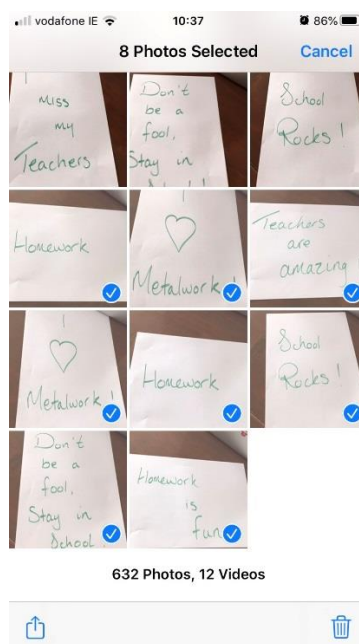 vodafone IE 10:37 86%
8 Photos Selected Cancel
I
Miss
my
Teachers
Don't
be a
fool,
Stay in
School
Rocks!
Homework
I
Metalwork!
Teachers
are
amazing
I
Metalwork!
Homework
School
Rocks!
Don't
be a
fool,
Stay in
School
Homework
is
fun
632 Photos, 12 Videos